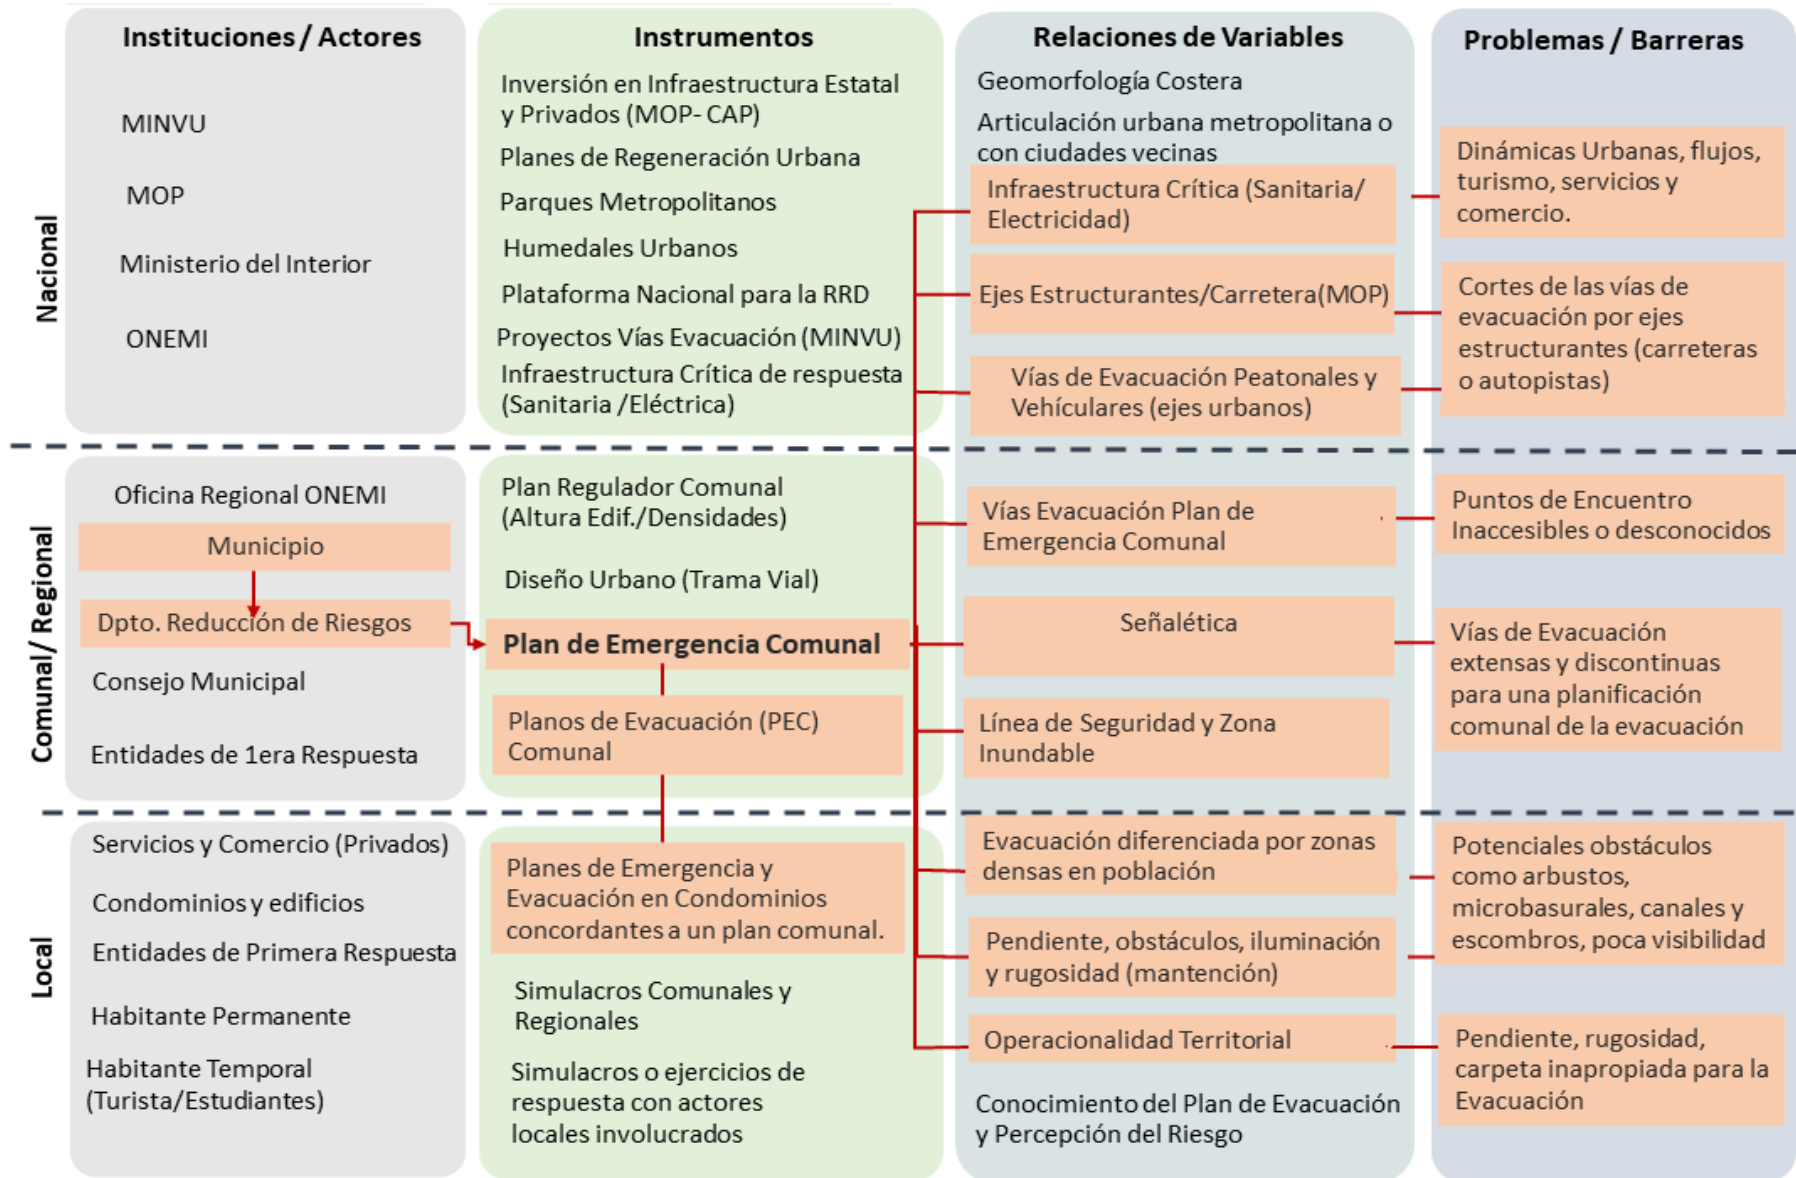 Instituciones / Actores
Instrumentos
Relaciones de Variables
Problemas / Barreras
Nacional
MINVU
MOP
Ministerio del Interior
ONEMI
Inversión en Infraestructura Estatal
y Privados (MOP- CAP)
Planes de Regeneración Urbana
Parques Metropolitanos
Humedales Urbanos
Plataforma Nacional para la RRD
Proyectos Vías Evacuación (MINVU)
Infraestructura Crítica de respuesta
(Sanitaria /Eléctrica)
Geomorfología Costera
Articulación urbana metropolitana o
con ciudades vecinas
Infraestructura Crítica (Sanitaria/
Electricidad)
Ejes Estructurantes/Carretera(MOP)
Vías de Evacuación Peatonales y
Vehículares (ejes urbanos)
Dinámicas Urbanas, flujos,
turismo, servicios y
comercio.
Cortes de las vías de
evacuación por ejes
estructurantes (carreteras
o autopistas)
Comunal/ Regional
Oficina Regional ONEMI
Municipio
Dpto. Reducción de Riesgos
Consejo Municipal
Entidades de 1era Respuesta
Plan Regulador Comunal
(Altura Edif./Densidades)
Diseño Urbano (Trama Vial)
Plan de Emergencia Comunal
Planos de Evacuación (PEC)
Comunal
Vías Evacuación Plan de
Emergencia Comunal
Señalética
Línea de Seguridad y Zona
Inundable
Puntos de Encuentro
Inaccesibles o desconocidos
Vías de Evacuación
extensas y discontinuas
para una planificación
comunal de la evacuación
Local
Servicios y Comercio (Privados)
Condominios y edificios
Entidades de Primera Respuesta
Habitante Permanente
Habitante Temporal
(Turista/Estudiantes)
Planes de Emergencia y
Evacuación en Condominios
concordantes a un plan comunal.
Simulacros Comunales y
Regionales
Simulacros o ejercicios de
respuesta con actores
locales involucrados
Evacuación diferenciada por zonas
densas en población
Pendiente, obstáculos, iluminación
y rugosidad (mantención)
Operacionalidad Territorial
Conocimiento del Plan de Evacuación
y Percepción del Riesgo
Potenciales obstáculos
como arbustos,
microbasurales, canales y
escombros, poca visibilidad
Pendiente, rugosidad,
carpeta inapropiada para la
Evacuación